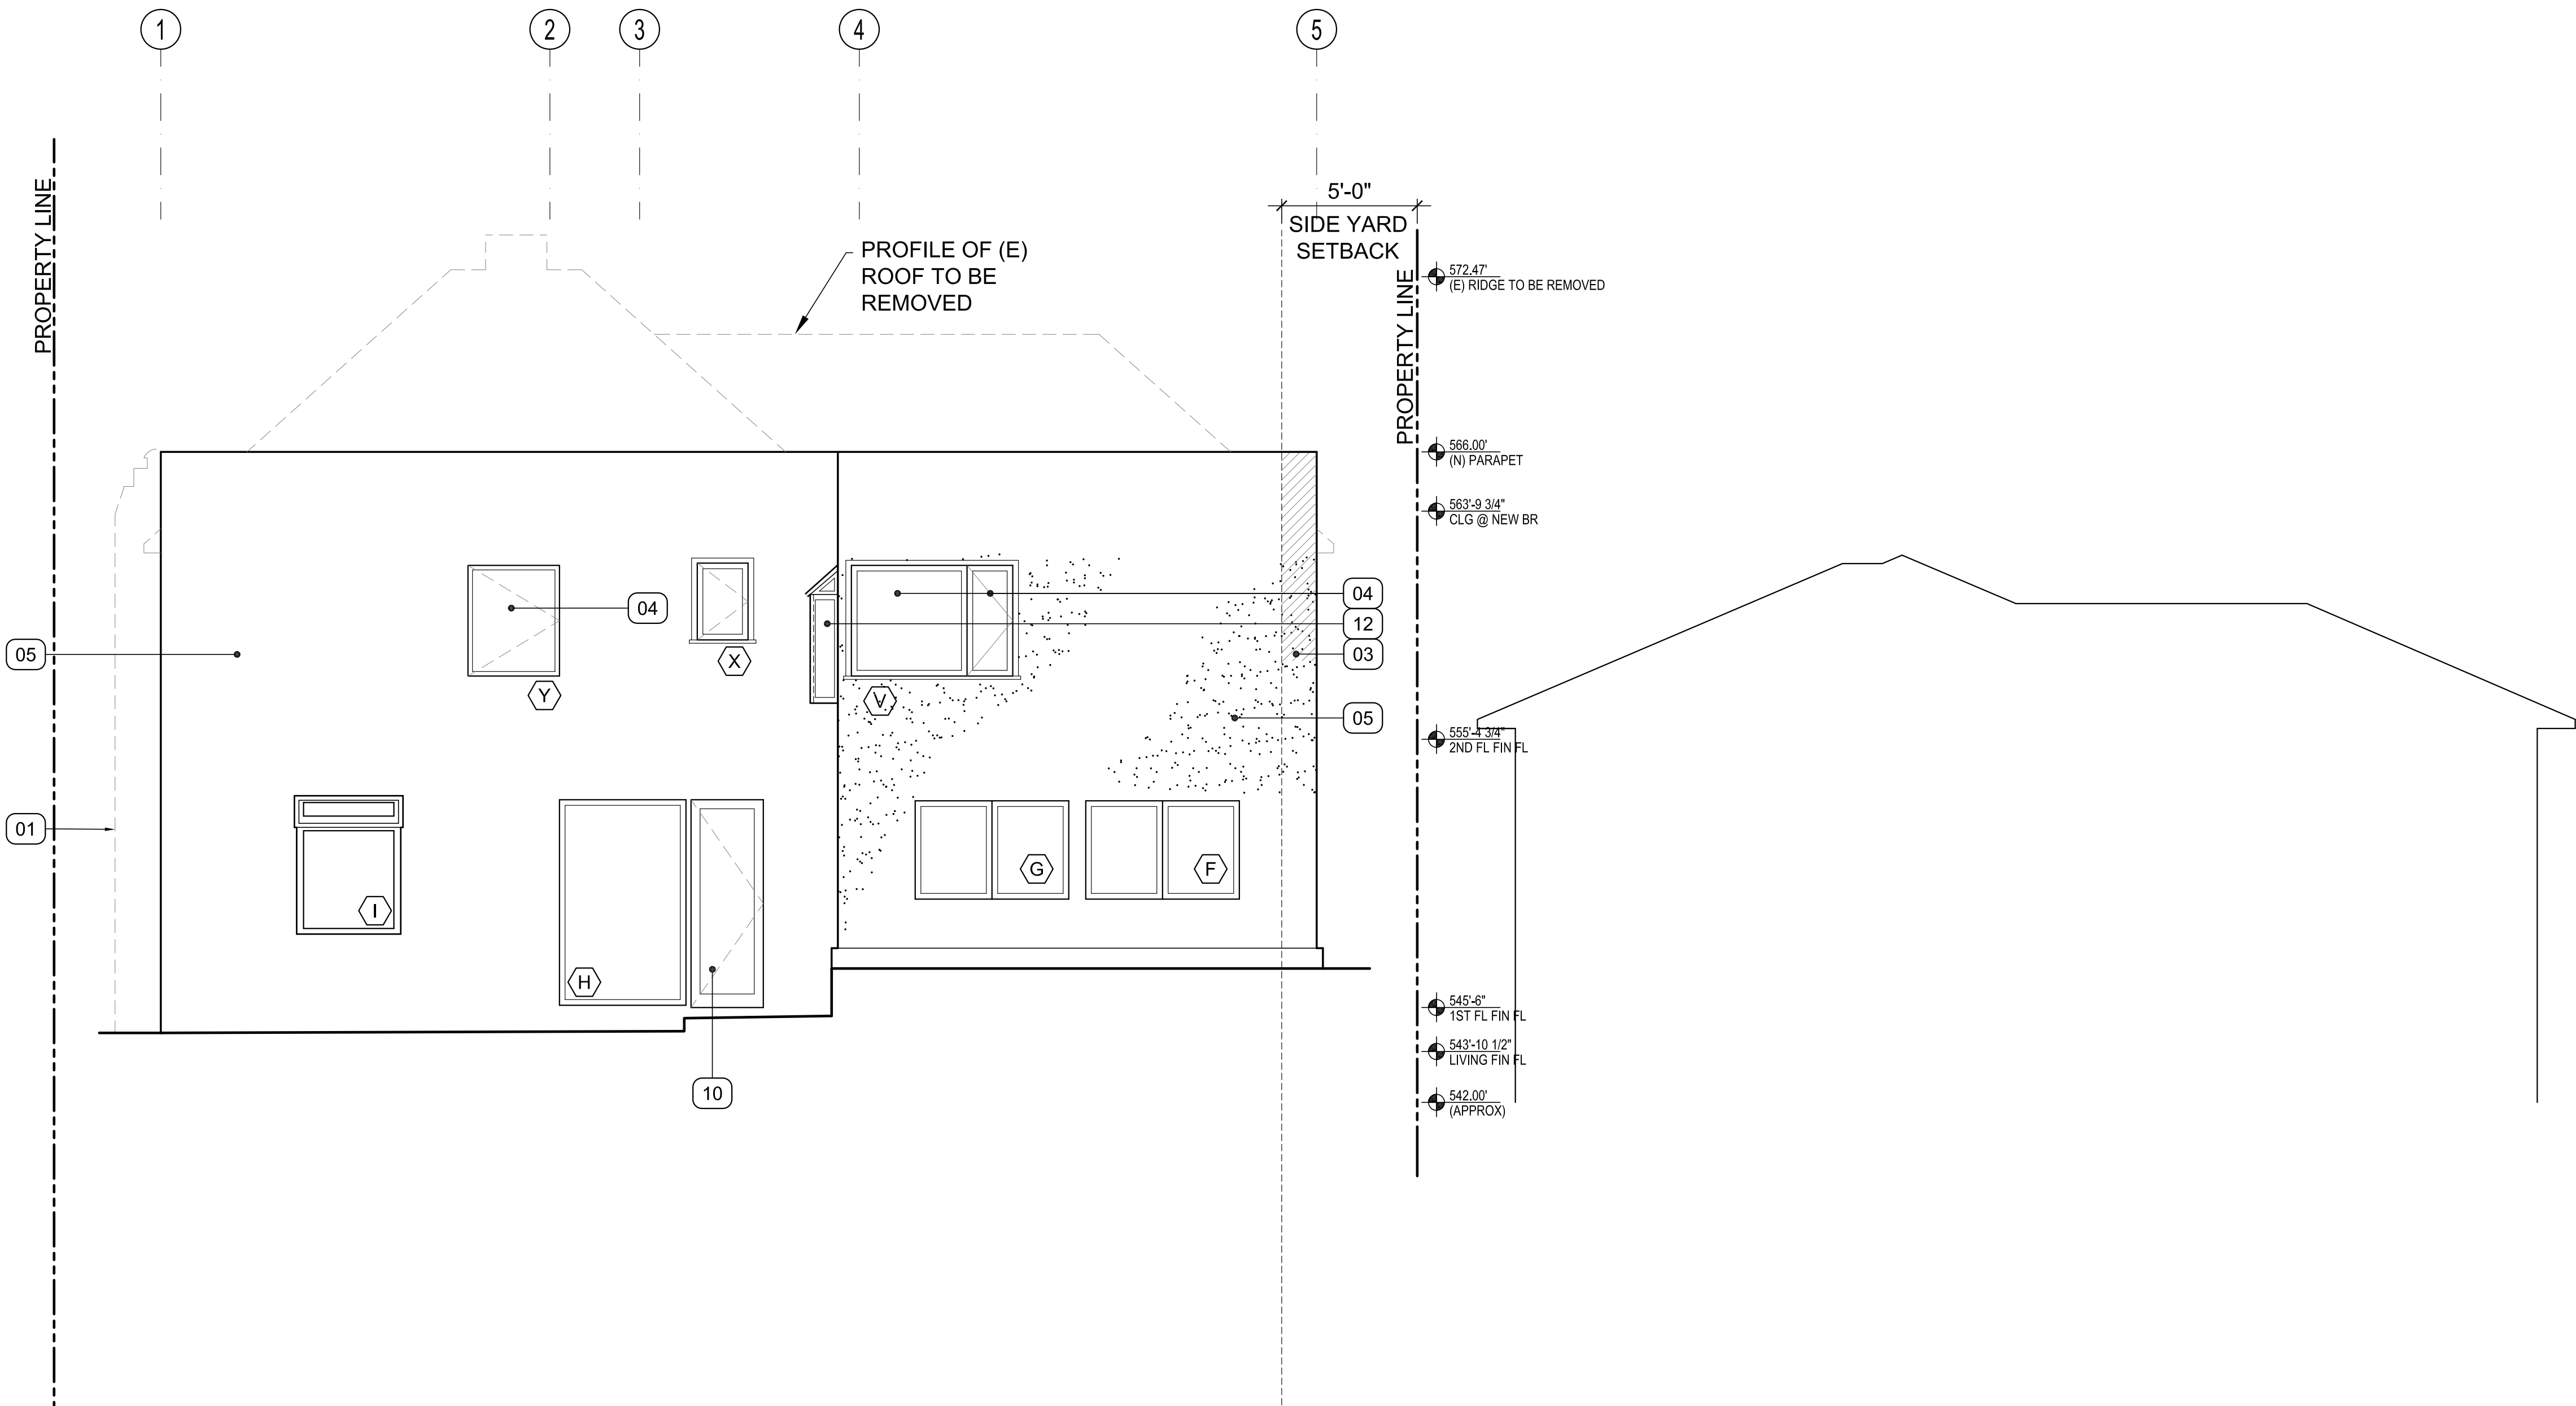 1
2
3
4
5
5'-0"
SIDE YARD
SETBACK
PROPERTY LINE
PROPERTY LINE
PROFILE OF (E)
ROOF TO BE
REMOVED
572.47'
(E) RIDGE TO BE REMOVED
566.00'
(N) PARAPET
563'-9 3/4"
CLG @ NEW BR
04
04
12
03
05
05
X
Y
V
555'-4 3/4"
2ND FL FIN FL
01
G
F
I
H
545'-6"
1ST FL FIN FL
543'-10 1/2"
LIVING FIN FL
10
542.00'
(APPROX)